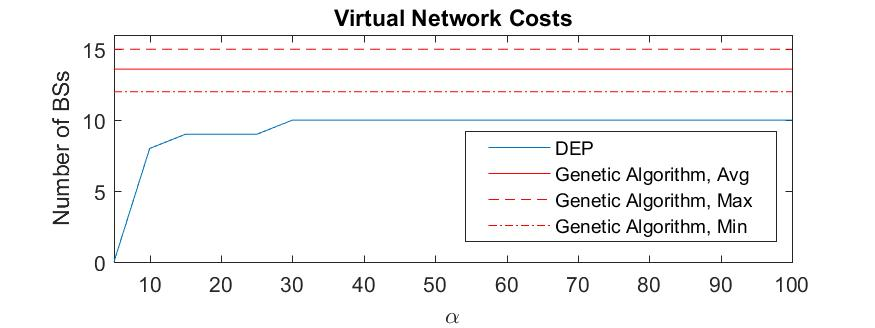 Virtual Network Costs
15
10
5
0
Number of BSs
DEP
Genetic Algorithm, Avg
Genetic Algorithm, Max
Genetic Algorithm, Min
10 20 30 40 50 60 70 80 90 100
α